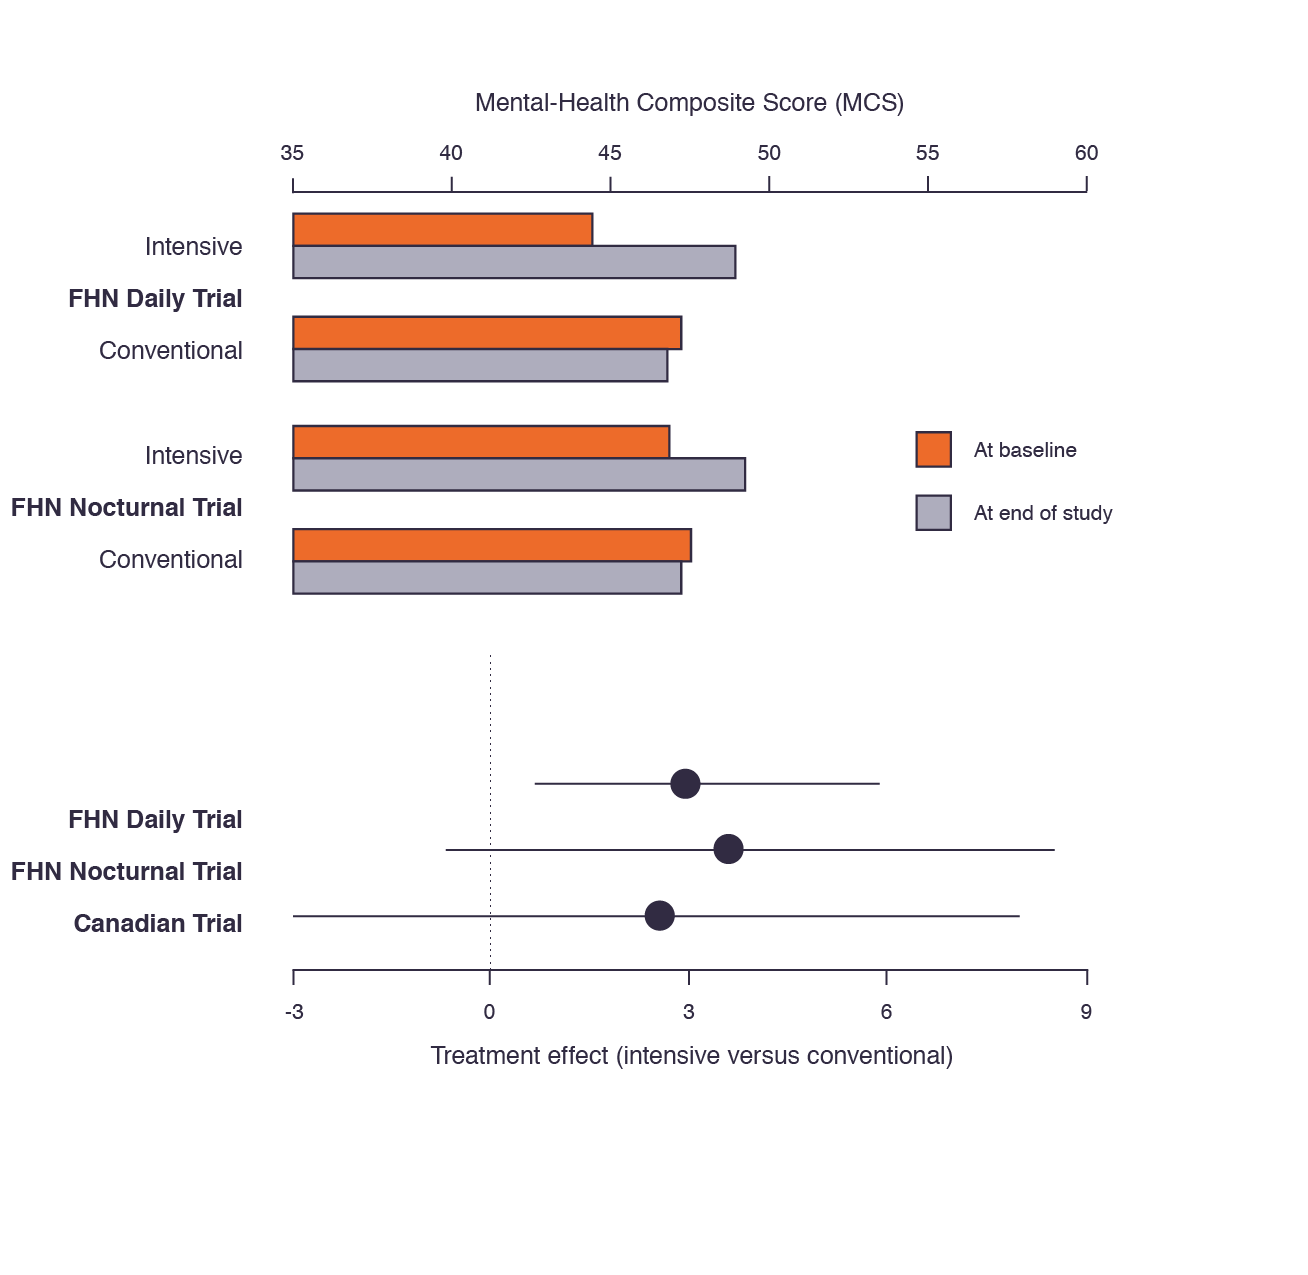 Mental-Health Composite Score (MCS)
35 40 45 50 55 60
Intensive
FHN Daily Trial
Conventional
Intensive
FHN Nocturnal Trial
Conventional
At baseline
At end of study
FHN Daily Trial
FHN Nocturnal Trial
Canadian Trial
-3 0 3 6 9
Treatment effect (intensive versus conventional)